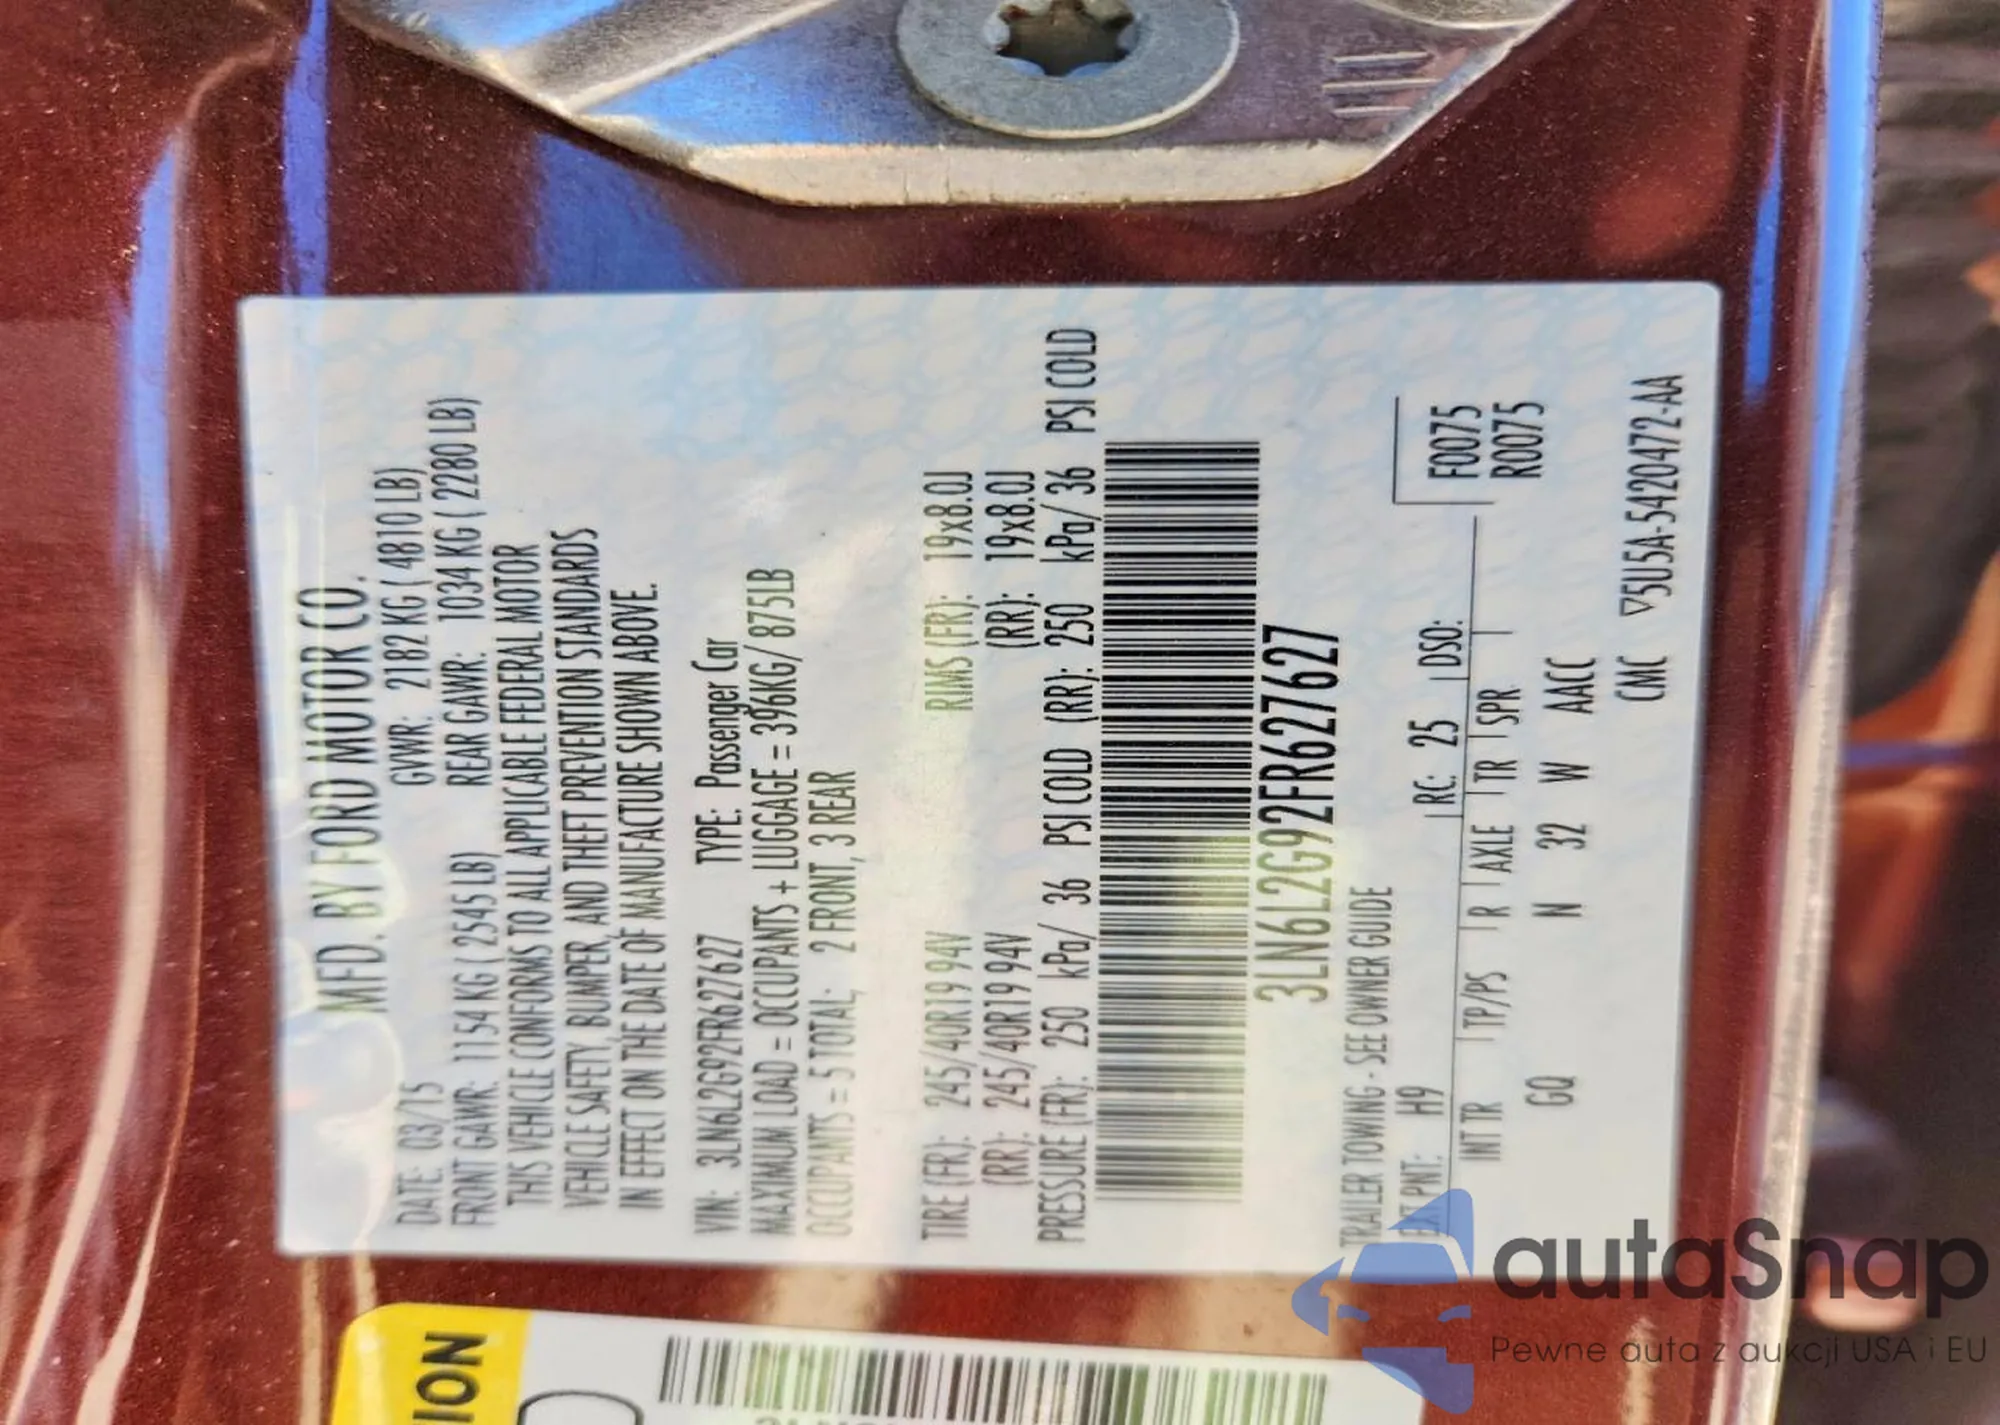 MFD. BY FORD MOTOR CO.
DATE: 03/15 GVWR: 2182 KG ( 4810 LB)
FRONT GAWR: 1154 KG ( 2545 LB) REAR GAWR: 1034 KG ( 2280 LB)
THIS VEHICLE CONFORMS TO ALL APPLICABLE FEDERAL MOTOR
VEHICLE SAFETY, BUMPER, AND THEFT PREVENTION STANDARDS
IN EFFECT ON THE DATE OF MANUFACTURE SHOWN ABOVE.
VIN: 3LN6L2G92FR627627 TYPE: Passenger Car
MAXIMUM LOAD = OCCUPANTS + LUGGAGE = 396KG/ 875LB
OCCUPANTS = 5 TOTAL; 2 FRONT, 3 REAR
TIRE (FR): 245/40R19 94V RIMS (FR): 19x8.0J
(RR): 245/40R19 94V (RR): 19x8.0J
PRESSURE (FR): 250 kPa/ 36 PSI COLD (RR): 250 kPa/ 36 PSI COLD
3LN6L2G92FR627627
TRAILER TOWING - SEE OWNER GUIDE
EXT PNT: H9 RC: 25 DSO: F0075
R0075
INT TR TP/PS R AXLE TR SPR
GQ N 32 W AACC
CMC ▽5U5A-5420472-AA
ION
autaSnap
Pewne auta z aukcji USA i EU